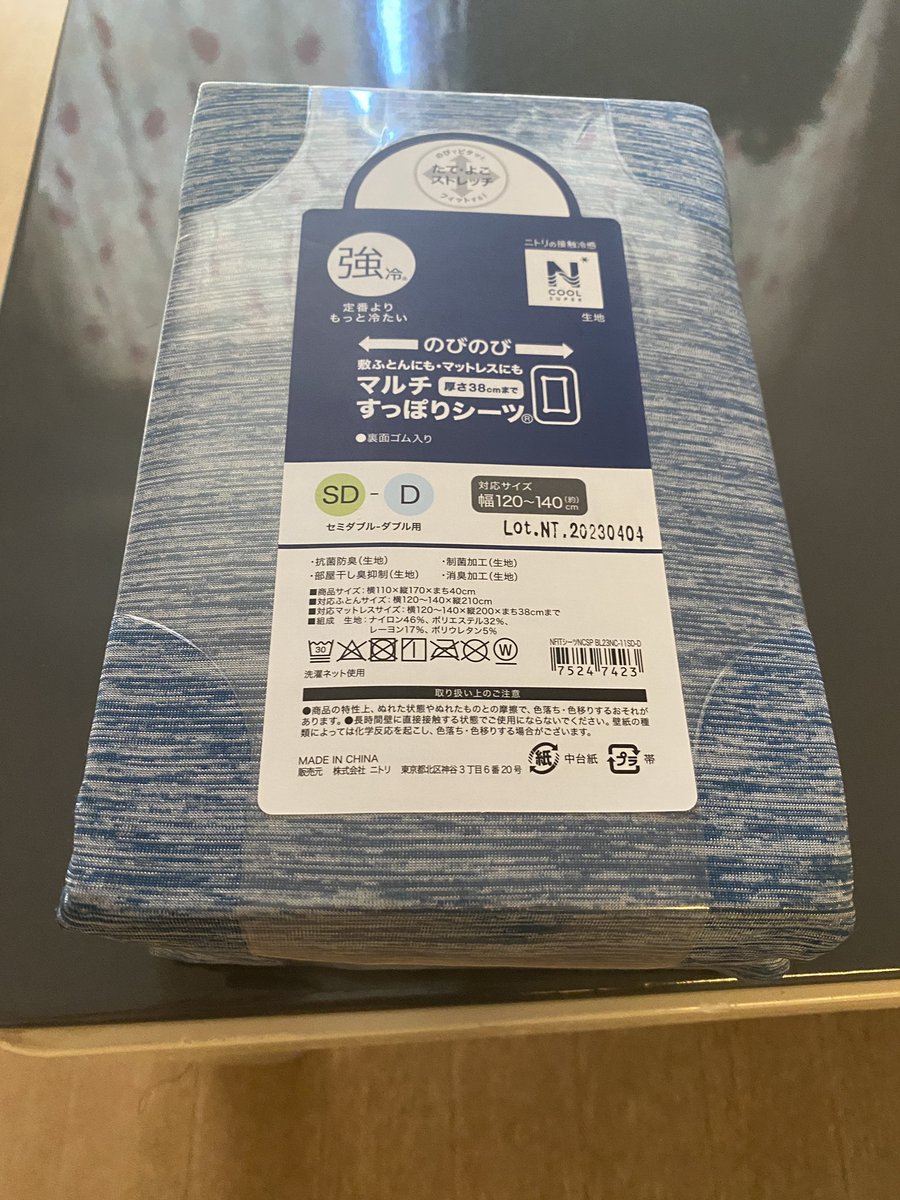 のびてピタッ!
たて・よこ
ストレッチ
フィットする!
強冷®
定番より
もっと冷たい
ニトリの接触冷感
N*
COOL
SUPER
生地
のびのび
敷ふとんにも・マットレスにも
マルチ 厚さ38cmまで
すっぽりシーツ®
●裏面ゴム入り
SD - D
セミダブル-ダブル用
対応サイズ
幅120〜140(約)cm
Lot.NT.20230404
・抗菌防臭(生地) ・制菌加工(生地)
・部屋干し臭抑制(生地) ・消臭加工(生地)
■商品サイズ:横110×縦170×まち40cm
■対応ふとんサイズ:横120〜140×縦210cm
■対応マットレスサイズ:横120〜140×縦200×まち38cmまで
■組成 生地:ナイロン46%、ポリエステル32%、
レーヨン17%、ポリウレタン5%
30 W
洗濯ネット使用
NFITシーツNCSP BL23NC-11SD-D
7524 7423
取り扱い上のご注意
●商品の特性上、ぬれた状態やぬれたものとの摩擦で、色落ち・色移りするおそれが
あります。●長時間壁に直接接触する状態でご使用にならないでください。壁紙の種
類によっては化学反応を起こし、色落ち・色移りする場合がございます。
MADE IN CHINA
販売元 株式会社 ニトリ 東京都北区神谷3丁目6番20号
紙 中台紙 プラ 帯